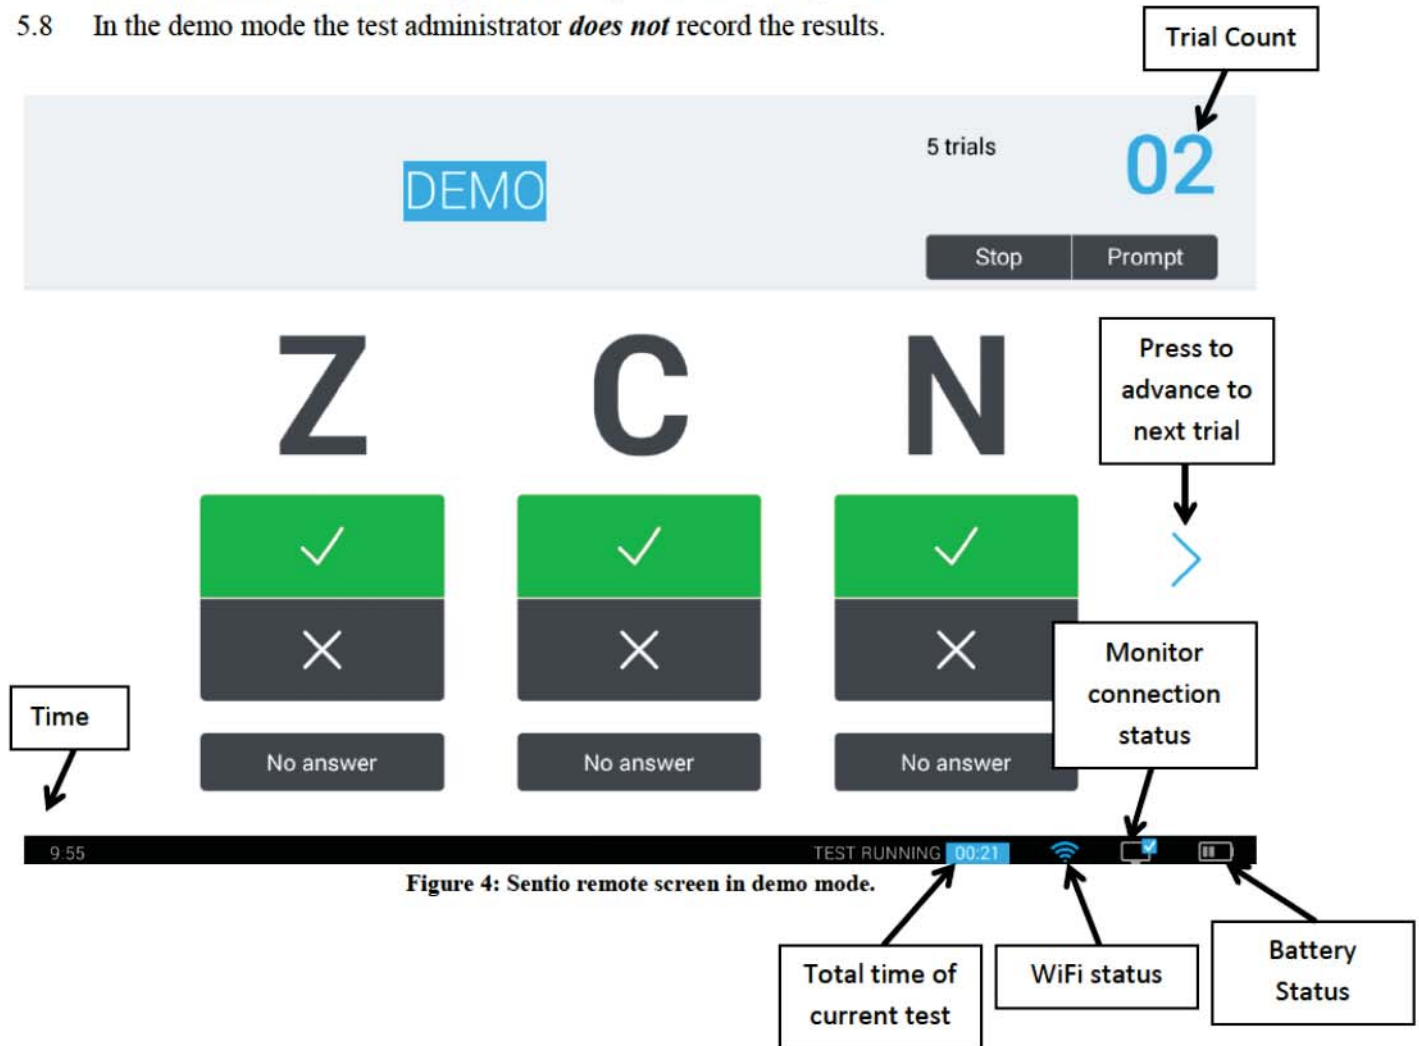 5.8 In the demo mode the test administrator does not record the results.
Trial Count
5 trials
02
DEMO
Stop
Prompt
Z C N
Press to
advance to
next trial
Monitor
connection
status
Time
No answer
No answer
No answer
9:55
TEST RUNNING 00:21
Figure 4: Sentio remote screen in demo mode.
Total time of
current test
WiFi status
Battery
Status